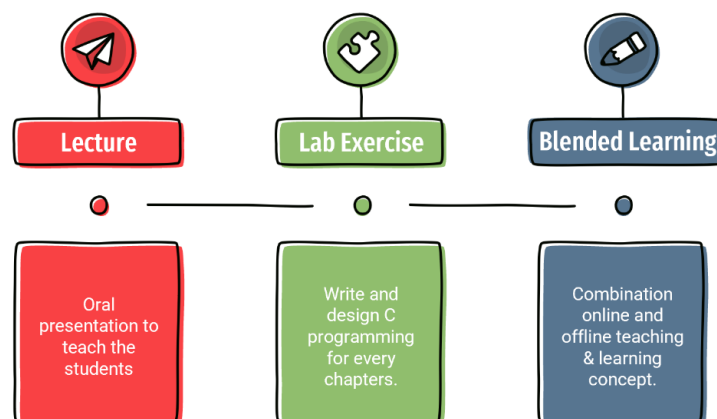 Lecture
Lab Exercise
Blended Learning
Oral
presentation to
teach the
students
Write and
design C
programming
for every
chapters.
Combination
online and
offline teaching
& learning
concept.